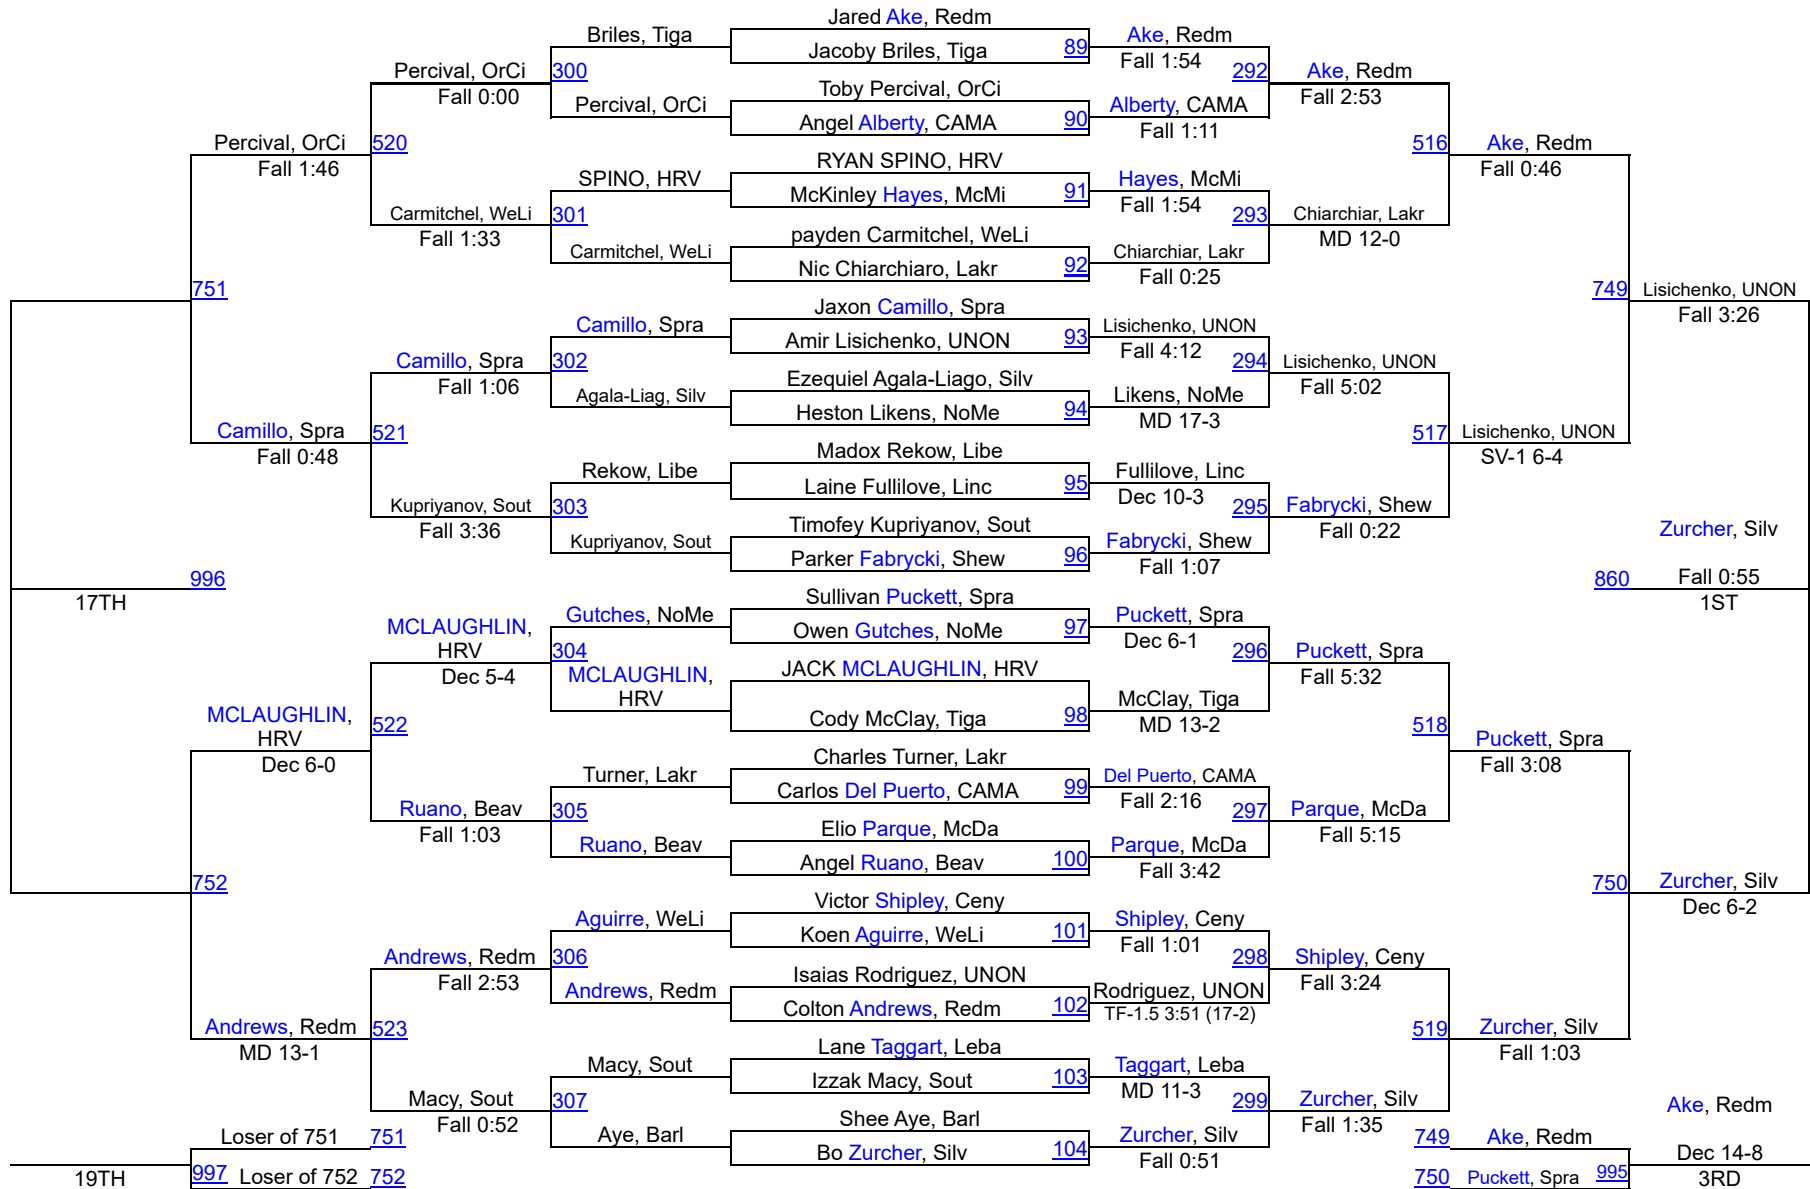 Jared Ake, Redm
Briles, Tiga
Jacoby Briles, Tiga
89
Ake, Redm
Fall 1:54
Percival, OrCi
Fall 0:00
300
292
Ake, Redm
Fall 2:53
Toby Percival, OrCi
Percival, OrCi
Angel Alberty, CAMA
90
Alberty, CAMA
Fall 1:11
Percival, OrCi
Fall 1:46
520
516
Ake, Redm
Fall 0:46
RYAN SPINO, HRV
SPINO, HRV
McKinley Hayes, McMi
91
Hayes, McMi
Fall 1:54
Carmitchel, WeLi
Fall 1:33
301
293
Chiarchiar, Lakr
MD 12-0
payden Carmitchel, WeLi
Carmitchel, WeLi
Nic Chiarchiaro, Lakr
92
Chiarchiar, Lakr
Fall 0:25
751
749
Lisichenko, UNON
Fall 3:26
Jaxon Camillo, Spra
Camillo, Spra
Amir Lisichenko, UNON
93
Lisichenko, UNON
Fall 4:12
Camillo, Spra
Fall 1:06
302
294
Lisichenko, UNON
Fall 5:02
Ezequiel Agala-Liago, Silv
Agala-Liag, Silv
Heston Likens, NoMe
94
Likens, NoMe
MD 17-3
Camillo, Spra
Fall 0:48
521
517
Lisichenko, UNON
SV-1 6-4
Madox Rekow, Libe
Rekow, Libe
Laine Fullilove, Linc
95
Fullilove, Linc
Dec 10-3
Kupriyanov, Sout
Fall 3:36
303
295
Fabrycki, Shew
Fall 0:22
Timofey Kupriyanov, Sout
Kupriyanov, Sout
Parker Fabrycki, Shew
96
Fabrycki, Shew
Fall 1:07
Zurcher, Silv
996
17TH
860
Fall 0:55
1ST
Sullivan Puckett, Spra
Gutches, NoMe
Owen Gutches, NoMe
97
Puckett, Spra
Dec 6-1
MCLAUGHLIN,
HRV
Dec 5-4
304
296
Puckett, Spra
Fall 5:32
JACK MCLAUGHLIN, HRV
MCLAUGHLIN,
HRV
Cody McClay, Tiga
98
McClay, Tiga
MD 13-2
MCLAUGHLIN,
HRV
Dec 6-0
522
518
Puckett, Spra
Fall 3:08
Charles Turner, Lakr
Turner, Lakr
Carlos Del Puerto, CAMA
99
Del Puerto, CAMA
Fall 2:16
Ruano, Beav
Fall 1:03
305
297
Parque, McDa
Fall 5:15
Elio Parque, McDa
Ruano, Beav
Angel Ruano, Beav
100
Parque, McDa
Fall 3:42
752
750
Zurcher, Silv
Dec 6-2
Victor Shipley, Ceny
Aguirre, WeLi
Koen Aguirre, WeLi
101
Shipley, Ceny
Fall 1:01
Andrews, Redm
Fall 2:53
306
298
Shipley, Ceny
Fall 3:24
Isaias Rodriguez, UNON
Andrews, Redm
Colton Andrews, Redm
102
Rodriguez, UNON
TF-1.5 3:51 (17-2)
Andrews, Redm
MD 13-1
523
519
Zurcher, Silv
Fall 1:03
Lane Taggart, Leba
Macy, Sout
Izzak Macy, Sout
103
Taggart, Leba
MD 11-3
Macy, Sout
Fall 0:52
307
299
Zurcher, Silv
Fall 1:35
Shee Aye, Barl
Aye, Barl
Bo Zurcher, Silv
104
Zurcher, Silv
Fall 0:51
Ake, Redm
Loser of 751
751
749
Ake, Redm
Dec 14-8
19TH
997
Loser of 752
752
750
Puckett, Spra
995
3RD